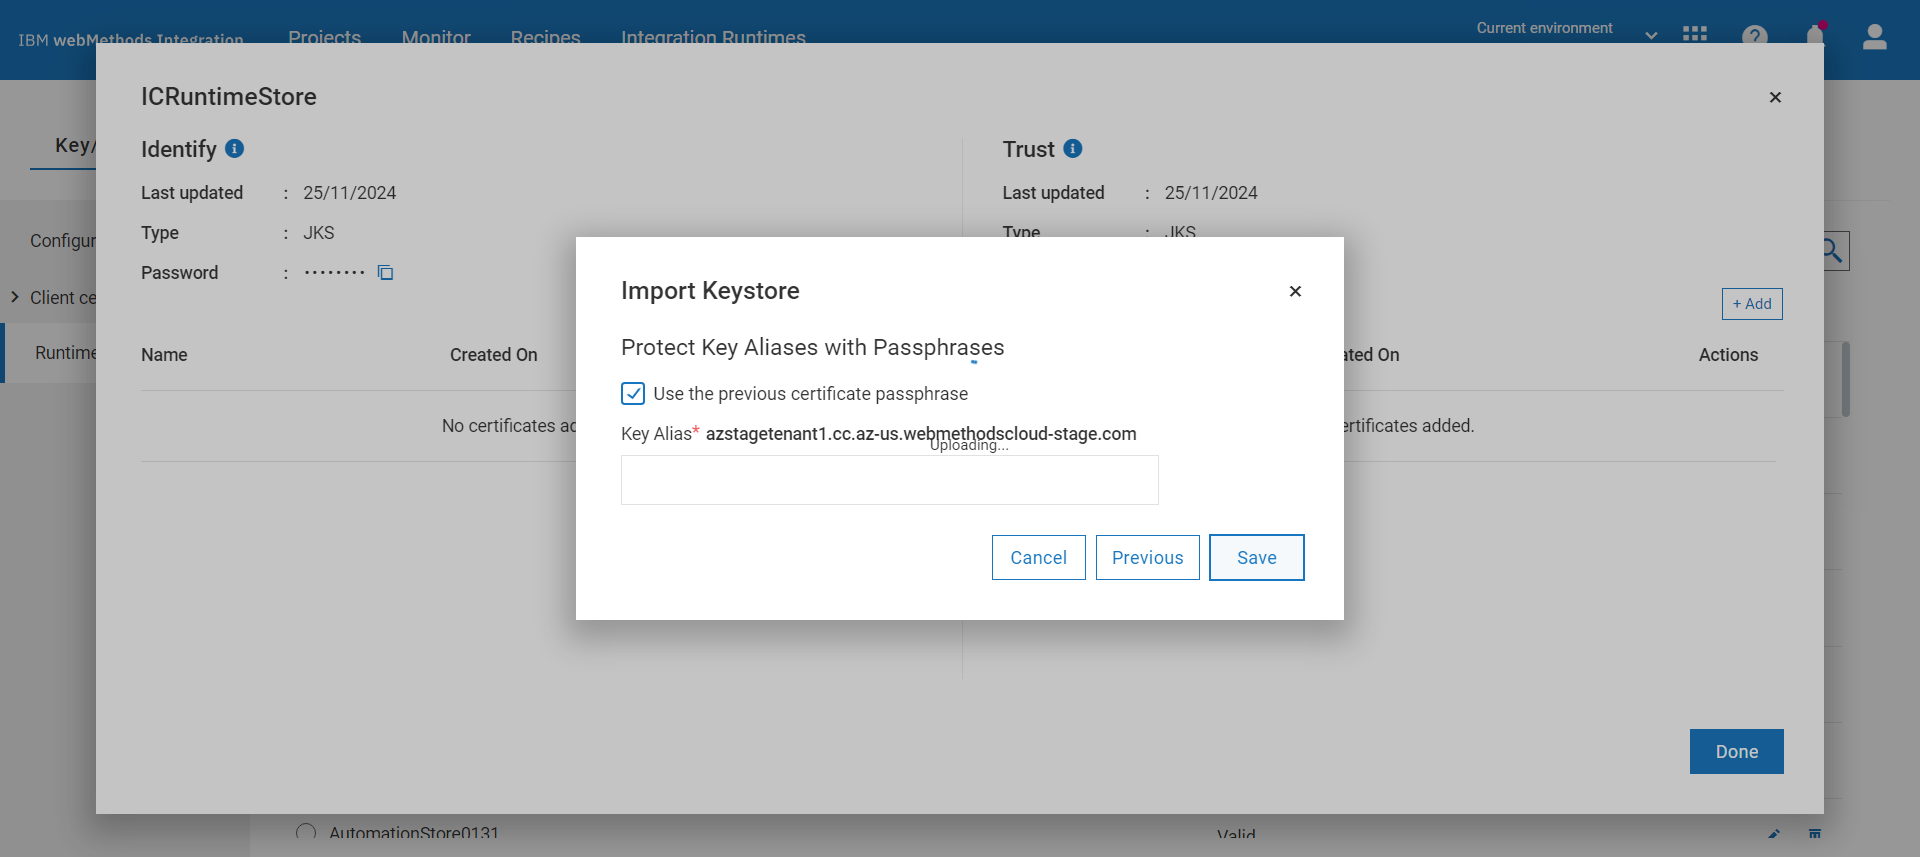 IBM webMethods Integration
Projects
Monitor
Recipes
Integration Runtimes
Current environment
ICRuntimeStore
Key/
Identify
Last updated : 25/11/2024
Type : JKS
Password : ••••••••
Trust
Last updated : 25/11/2024
Type : JKS
Configur
Client ce
Runtime
+ Add
Name
Created On
ated On
Actions
No certificates ad
ertificates added.
Import Keystore
Protect Key Aliases with Passphrases
Use the previous certificate passphrase
Key Alias* azstagetenant1.cc.az-us.webmethodscloud-stage.com
Uploading...
Cancel
Previous
Save
Done
AutomationStore0131
Valid